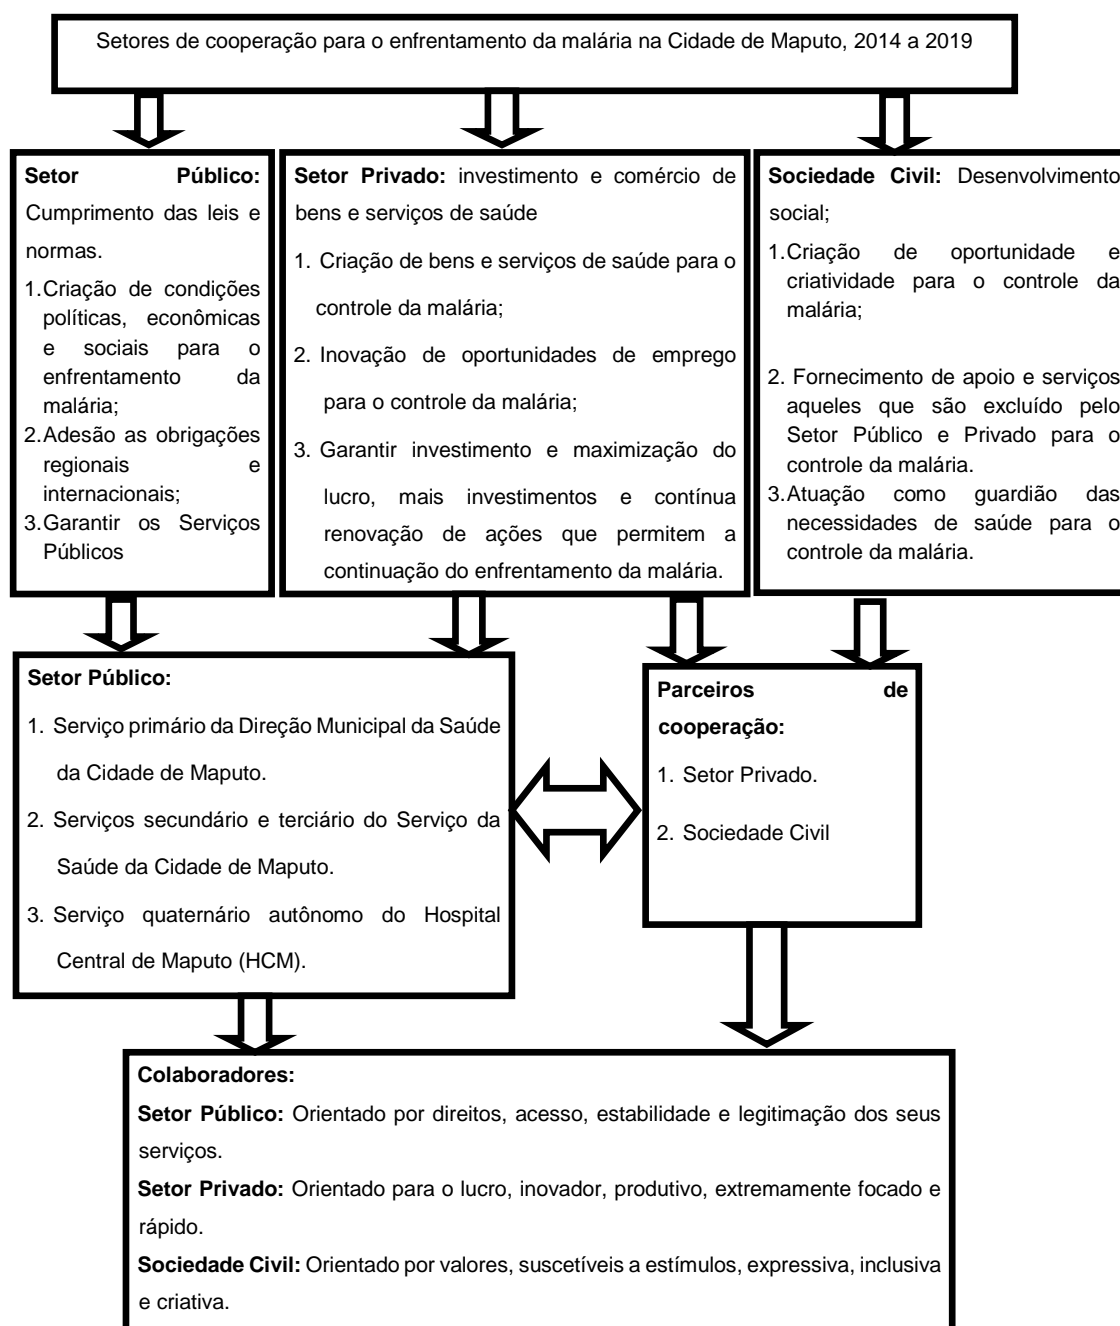 Setores de cooperação para o enfrentamento da malária na Cidade de Maputo, 2014 a 2019
Setor Público:
Cumprimento das leis e
normas.
1.Criação de condições
políticas, econômicas
e sociais para o
enfrentamento da
malária;
2.Adesão as obrigações
regionais e
internacionais;
3.Garantir os Serviços
Públicos
Setor Privado: investimento e comércio de
bens e serviços de saúde
1. Criação de bens e serviços de saúde para o
controle da malária;
2. Inovação de oportunidades de emprego
para o controle da malária;
3. Garantir investimento e maximização do
lucro, mais investimentos e contínua
renovação de ações que permitem a
continuação do enfrentamento da malária.
Sociedade Civil: Desenvolvimento
social;
1.Criação de oportunidade e
criatividade para o controle da
malária;
2. Fornecimento de apoio e serviços
aqueles que são excluído pelo
Setor Público e Privado para o
controle da malária.
3.Atuação como guardião das
necessidades de saúde para o
controle da malária.
Setor Público:
1. Serviço primário da Direção Municipal da Saúde
da Cidade de Maputo.
2. Serviços secundário e terciário do Serviço da
Saúde da Cidade de Maputo.
3. Serviço quaternário autônomo do Hospital
Central de Maputo (HCM).
Parceiros de
cooperação:
1. Setor Privado.
2. Sociedade Civil
Colaboradores:
Setor Público: Orientado por direitos, acesso, estabilidade e legitimação dos seus
serviços.
Setor Privado: Orientado para o lucro, inovador, produtivo, extremamente focado e
rápido.
Sociedade Civil: Orientado por valores, suscetíveis a estímulos, expressiva, inclusiva
e criativa.